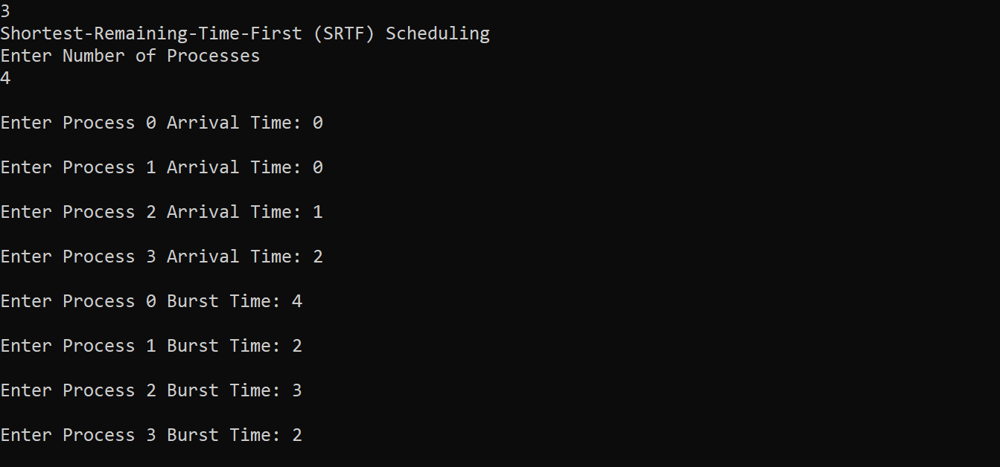 3
Shortest-Remaining-Time-First (SRTF) Scheduling
Enter Number of Processes
4
Enter Process 0 Arrival Time: 0
Enter Process 1 Arrival Time: 0
Enter Process 2 Arrival Time: 1
Enter Process 3 Arrival Time: 2
Enter Process 0 Burst Time: 4
Enter Process 1 Burst Time: 2
Enter Process 2 Burst Time: 3
Enter Process 3 Burst Time: 2